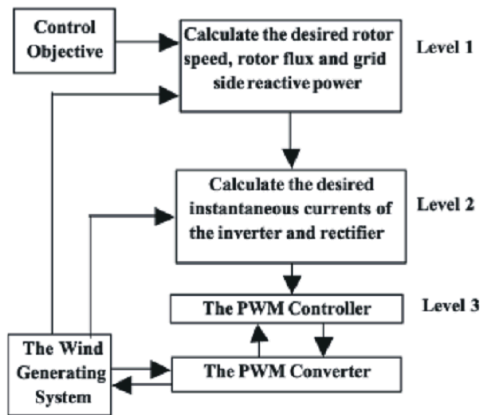 Control
Objective
Calculate the desired rotor
speed, rotor flux and grid
side reactive power
Level 1
Calculate the desired
instantaneous currents of
the inverter and rectifier
Level 2
The PWM Controller
Level 3
The Wind
Generating
System
The PWM Converter